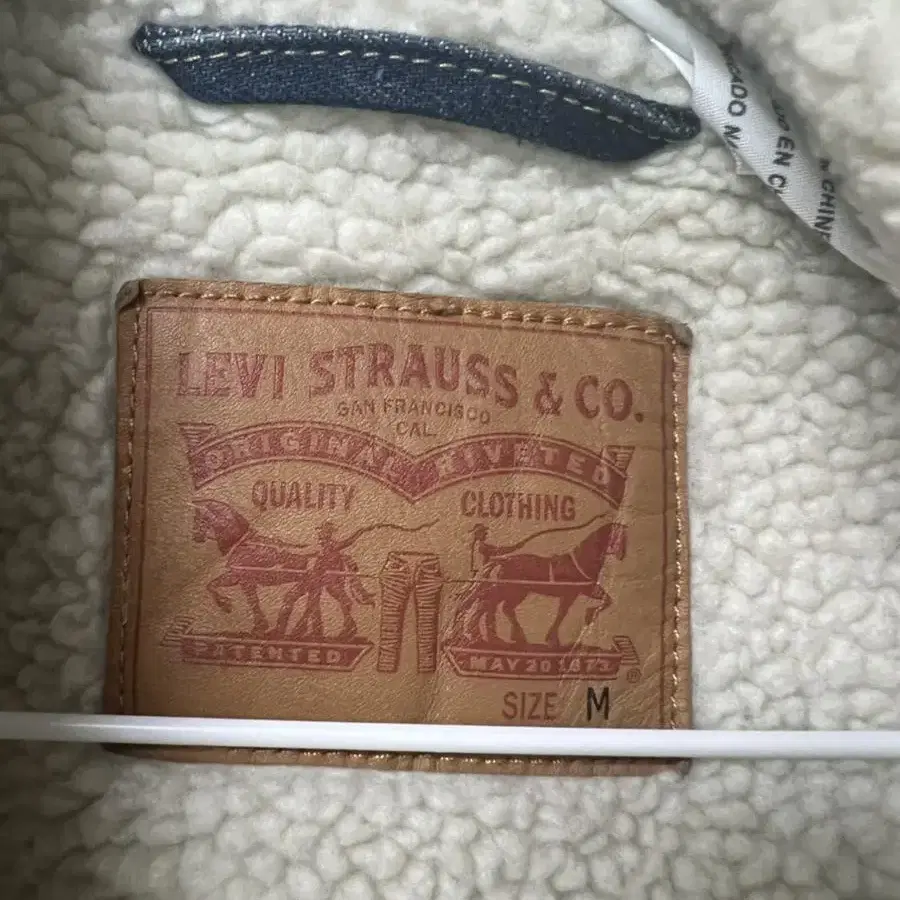 LEVI STRAUSS & CO.
SAN FRANCISCO
CAL.
ORIGINAL RIVETED
QUALITY CLOTHING
PATENTED MAY 20 1873
®
SIZE M